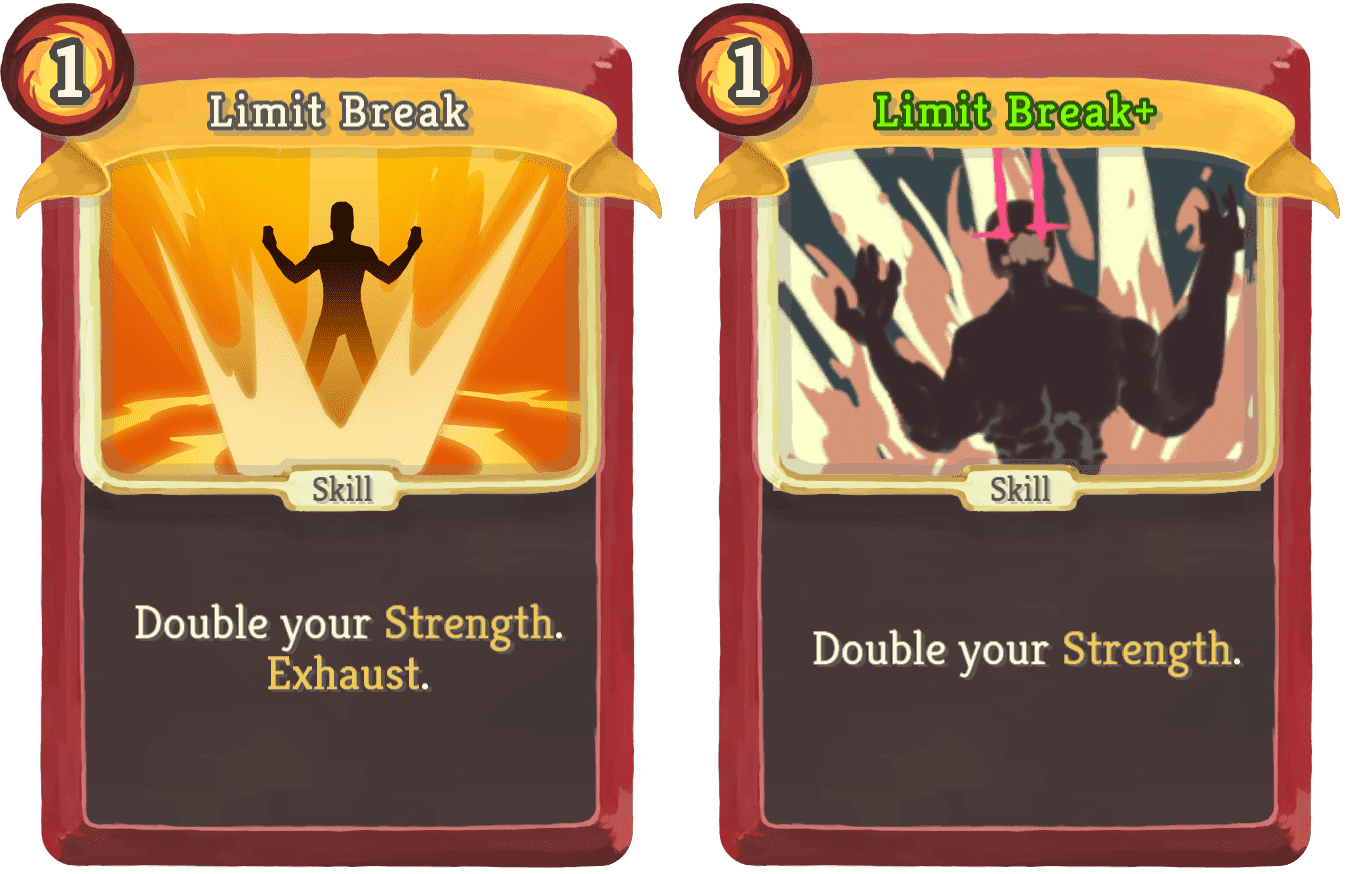 1
Limit Break
Skill
Double your Strength.
Exhaust.
1
Limit Break+
Skill
Double your Strength.